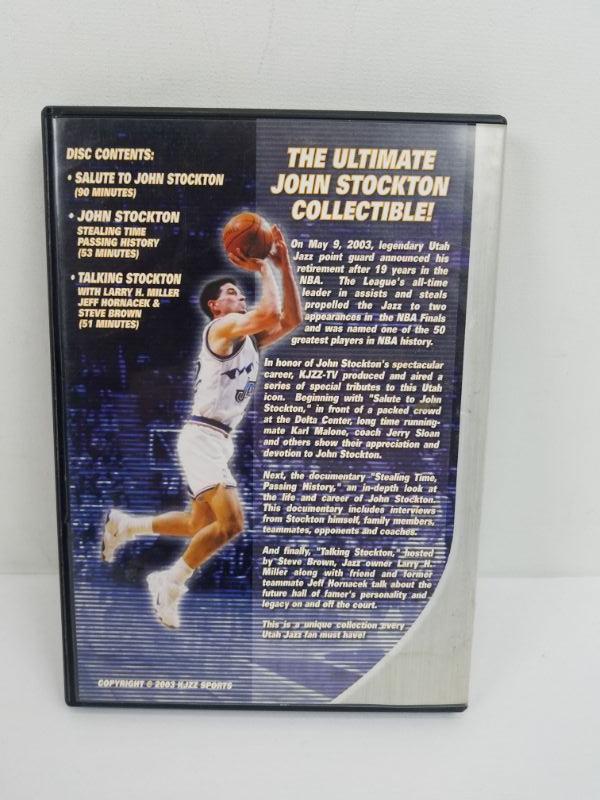 DISC CONTENTS:
• SALUTE TO JOHN STOCKTON
(90 MINUTES)
• JOHN STOCKTON
STEALING TIME
PASSING HISTORY
(53 MINUTES)
• TALKING STOCKTON
WITH LARRY H. MILLER
JEFF HORNACEK &
STEVE BROWN
(51 MINUTES)
THE ULTIMATE
JOHN STOCKTON
COLLECTIBLE!
On May 9, 2003, legendary Utah
Jazz point guard announced his
retirement after 19 years in the
NBA. The League's all-time
leader in assists and steals
propelled the Jazz to two
appearances in the NBA Finals
and was named one of the 50
greatest players in NBA history.
In honor of John Stockton's spectacular
career, KJZZ-TV produced and aired a
series of special tributes to this Utah
icon. Beginning with "Salute to John
Stockton," in front of a packed crowd
at the Delta Center, long time running-
mate Karl Malone, coach Jerry Sloan
and others show their appreciation and
devotion to John Stockton.
Next, the documentary "Stealing Time,
Passing History," an in-depth look at
the life and career of John Stockton.
This documentary includes interviews
from Stockton himself, family members,
teammates, opponents and coaches.
And finally, "Talking Stockton," hosted
by Steve Brown, Jazz owner Larry H.
Miller along with friend and former
teammate Jeff Hornacek talk about the
future hall of famer's personality and
legacy on and off the court.
This is a unique collection every
Utah Jazz fan must have!
COPYRIGHT © 2003 KJZZ SPORTS